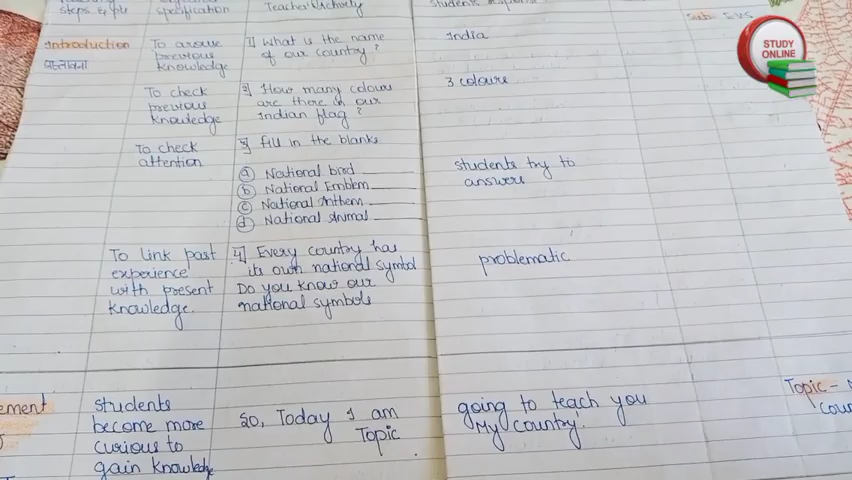 steps & pts
specification
Teacher's Activity
Students
Introduction
प्रस्तावना
To arouse
previous
knowledge
1] What is the name
of our country?
India
To check
previous
knowledge
2] How many colours
are there in our
Indian flag?
3 colours
To check
attention
3] fill in the blanks
(a) National bird
(b) National Emblem
(c) National Anthem
(d) National Animal
students try to
answers
To link past
experience
with present
knowledge.
4] Every country has
its own national symbol
Do you know our
national symbols
problematic
ement
students
become more
curious to
gain knowledge
So, Today I am
Topic
going to teach you
'My country'.
Topic -
Coun
STUDY
ONLINE